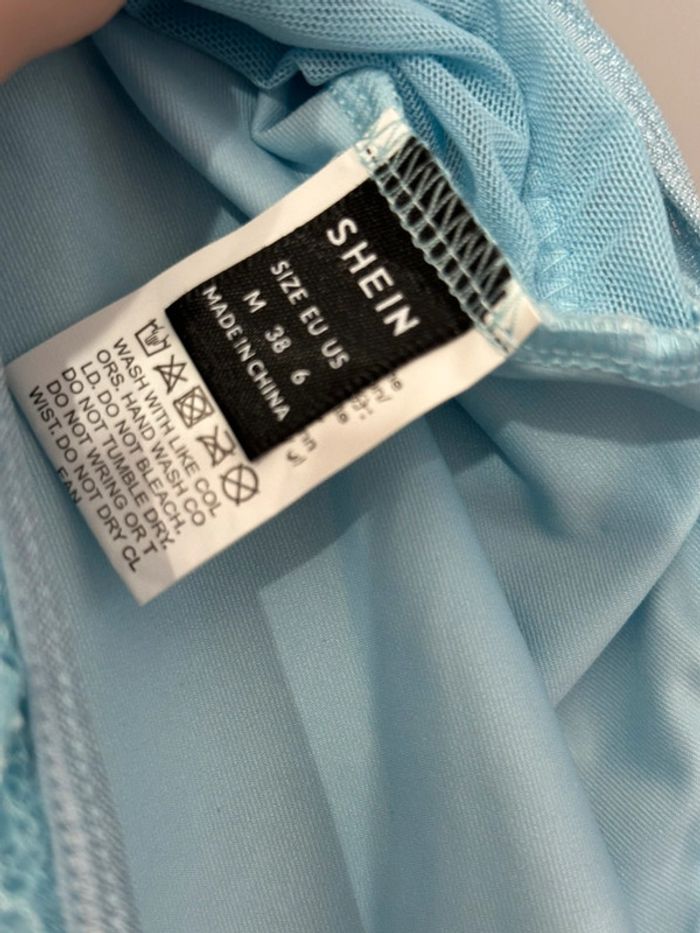 SHEIN
SIZE EU US
M 38 6
MADE IN CHINA
WASH WITH LIKE COL
ORS. HAND WASH CO
LD. DO NOT BLEACH.
DO NOT TUMBLE DRY.
DO NOT WRING OR T
WIST. DO NOT DRY CL
EAN